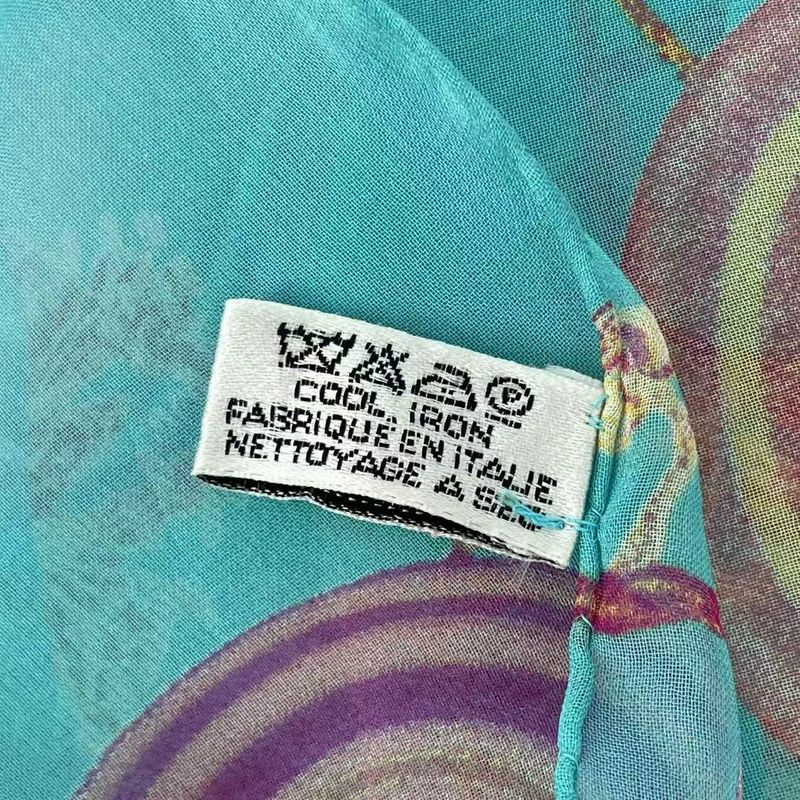 P
COOL IRON
FABRIQUE EN ITALIE
NETTOYAGE A SEC